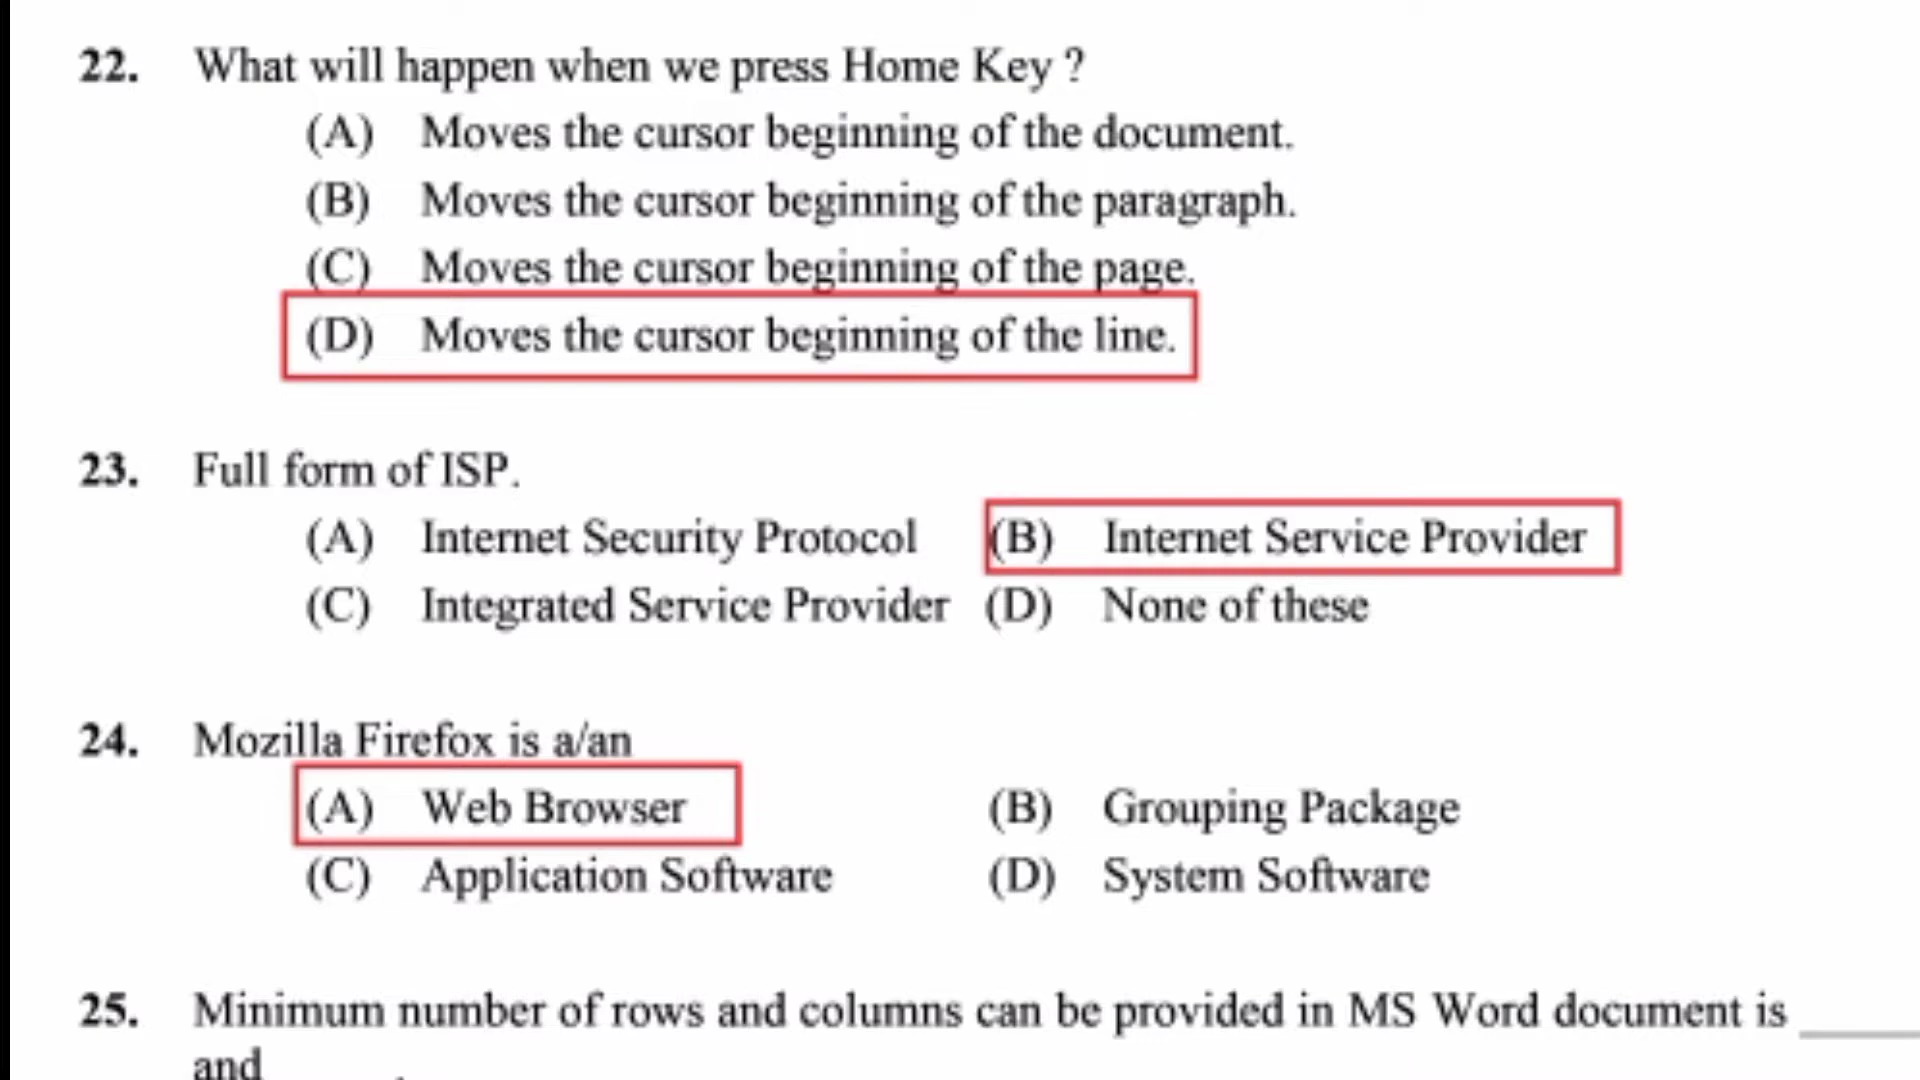 22. What will happen when we press Home Key ?
(A) Moves the cursor beginning of the document.
(B) Moves the cursor beginning of the paragraph.
(C) Moves the cursor beginning of the page.
(D) Moves the cursor beginning of the line.
23. Full form of ISP.
(A) Internet Security Protocol (B) Internet Service Provider
(C) Integrated Service Provider (D) None of these
24. Mozilla Firefox is a/an
(A) Web Browser (B) Grouping Package
(C) Application Software (D) System Software
25. Minimum number of rows and columns can be provided in MS Word document is ______
and ______.